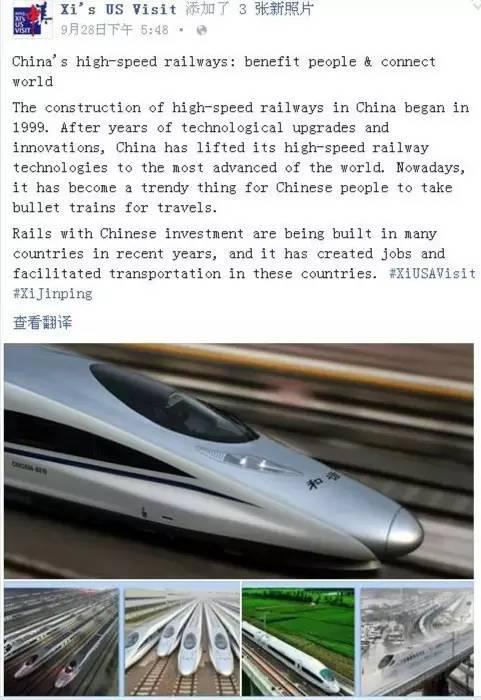 XI'S
US
VISIT
Xi's US Visit 添加了 3 张新照片
9月28日下午 5:48 ·
China's high-speed railways: benefit people & connect
world
The construction of high-speed railways in China began in
1999. After years of technological upgrades and
innovations, China has lifted its high-speed railway
technologies to the most advanced of the world. Nowadays,
it has become a trendy thing for Chinese people to take
bullet trains for travels.
Rails with Chinese investment are being built in many
countries in recent years, and it has created jobs and
facilitated transportation in these countries. #XiUSAVisit
#XiJinping
查看翻译
和谐